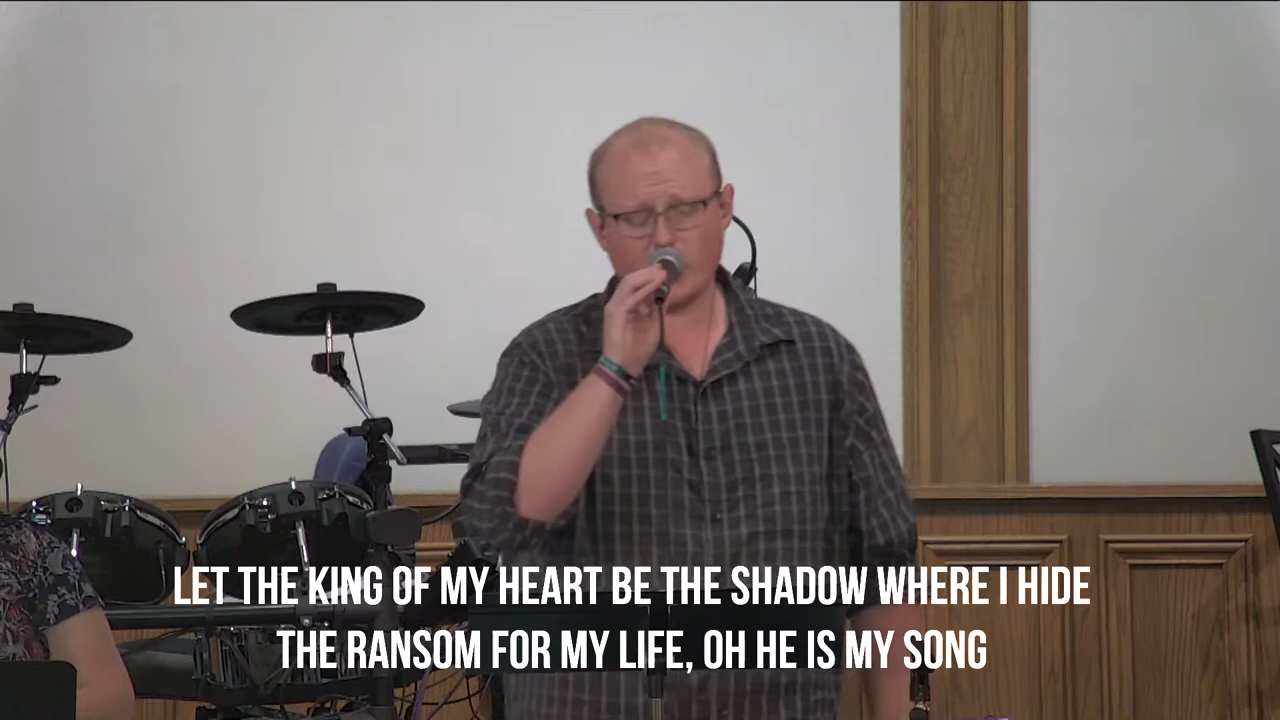 LET THE KING OF MY HEART BE THE SHADOW WHERE I HIDE
THE RANSOM FOR MY LIFE, OH HE IS MY SONG